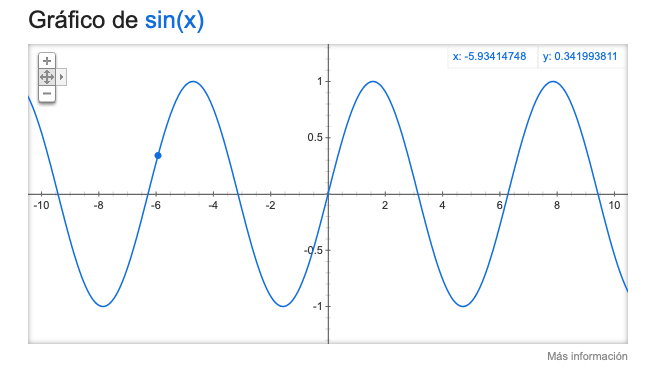 Gráfico de sin(x)
x: -5.93414748 y: 0.341993811
1
0.5
-10 -8 -6 -4 -2 2 4 6 8 10
-0.5
-1
Más información